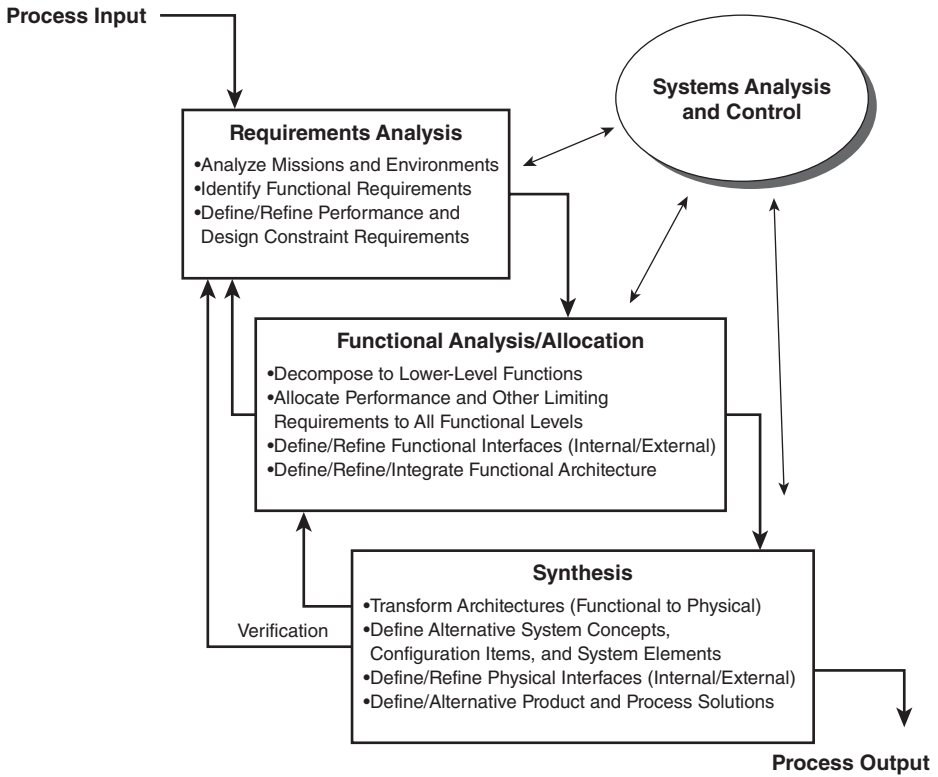 Process Input
Systems Analysis
and Control
Requirements Analysis
•Analyze Missions and Environments
•Identify Functional Requirements
•Define/Refine Performance and
Design Constraint Requirements
Functional Analysis/Allocation
•Decompose to Lower-Level Functions
•Allocate Performance and Other Limiting
Requirements to All Functional Levels
•Define/Refine Functional Interfaces (Internal/External)
•Define/Refine/Integrate Functional Architecture
Synthesis
•Transform Architectures (Functional to Physical)
•Define Alternative System Concepts,
Configuration Items, and System Elements
•Define/Refine Physical Interfaces (Internal/External)
•Define/Alternative Product and Process Solutions
Verification
Process Output